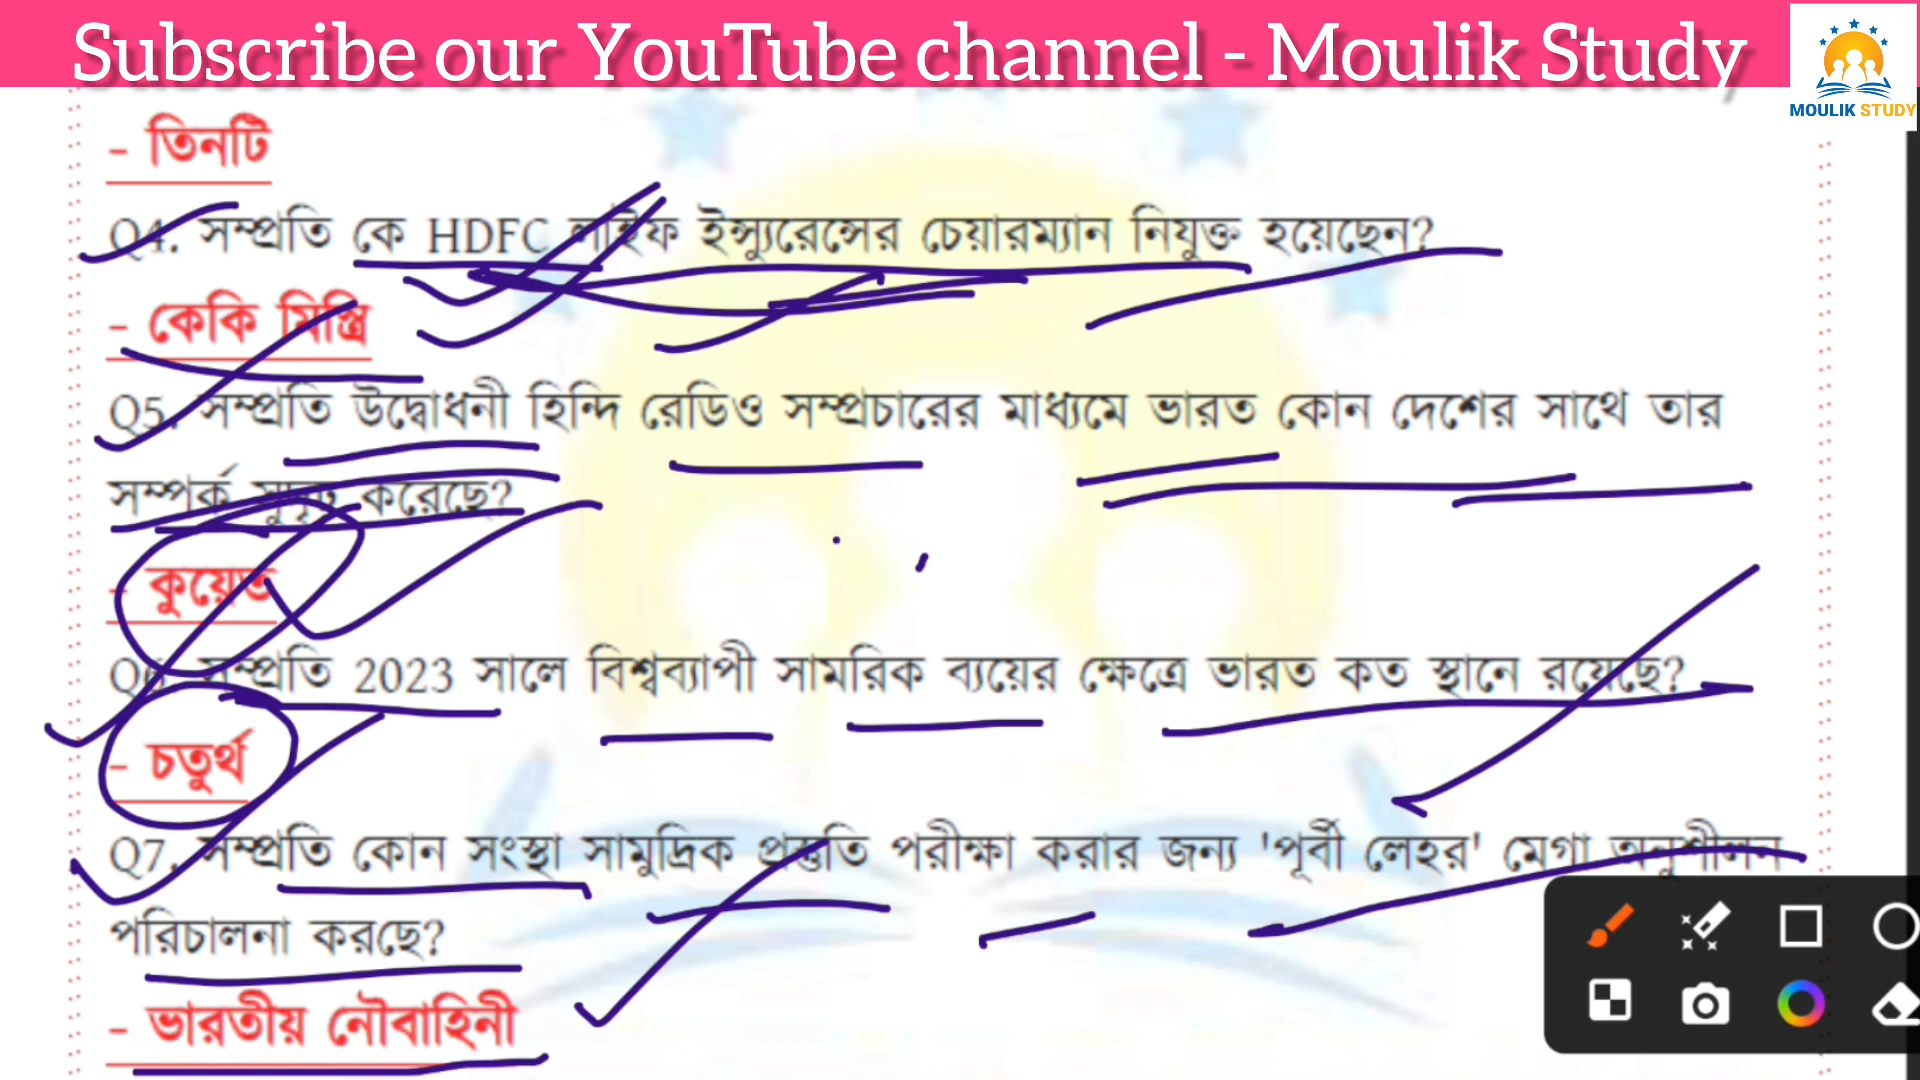 Subscribe our YouTube channel - Moulik Study
MOULIK STUDY
- তিনটি
Q4. সম্প্রতি কে HDFC লাইফ ইন্স্যুরেন্সের চেয়ারম্যান নিযুক্ত হয়েছেন?
- কেকি মিস্ত্রি
Q5. সম্প্রতি উদ্বোধনী হিন্দি রেডিও সম্প্রচারের মাধ্যমে ভারত কোন দেশের সাথে তার
সম্পর্ক সুদৃঢ় করেছে?
- কুয়েত
Q6. সম্প্রতি 2023 সালে বিশ্বব্যাপী সামরিক ব্যয়ের ক্ষেত্রে ভারত কত স্থানে রয়েছে?
- চতুর্থ
Q7. সম্প্রতি কোন সংস্থা সামুদ্রিক প্রস্তুতি পরীক্ষা করার জন্য 'পূর্বী লেহর' মেগা অনুশীলন
পরিচালনা করছে?
- ভারতীয় নৌবাহিনী